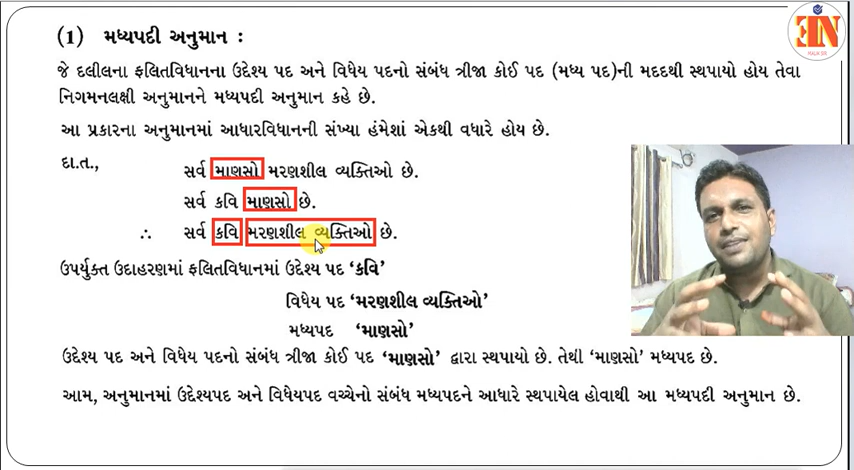 (1) મધ્યપદી અનુમાન :
જે દલીલના ફલિતવિધાનના ઉદ્દેશ્ય પદ અને વિધેય પદનો સંબંધ ત્રીજા કોઈ પદ (મધ્ય પદ)ની મદદથી સ્થપાયો હોય તેવા
નિગમનલક્ષી અનુમાનને મધ્યપદી અનુમાન કહે છે.
આ પ્રકારના અનુમાનમાં આધારવિધાનની સંખ્યા હંમેશાં એકથી વધારે હોય છે.
દા.ત., સર્વ માણસો મરણશીલ વ્યક્તિઓ છે.
સર્વ કવિ માણસો છે.
∴ સર્વ કવિ મરણશીલ વ્યક્તિઓ છે.
ઉપર્યુક્ત ઉદાહરણમાં ફલિતવિધાનમાં ઉદ્દેશ્ય પદ ‘કવિ’
વિધેય પદ ‘મરણશીલ વ્યક્તિઓ’
મધ્યપદ ‘માણસો’
ઉદ્દેશ્ય પદ અને વિધેય પદનો સંબંધ ત્રીજા કોઈ પદ ‘માણસો’ દ્વારા સ્થપાયો છે. તેથી ‘માણસો’ મધ્યપદ છે.
આમ, અનુમાનમાં ઉદ્દેશ્યપદ અને વિધેયપદ વચ્ચેનો સંબંધ મધ્યપદને આધારે સ્થપાયેલ હોવાથી આ મધ્યપદી અનુમાન છે.